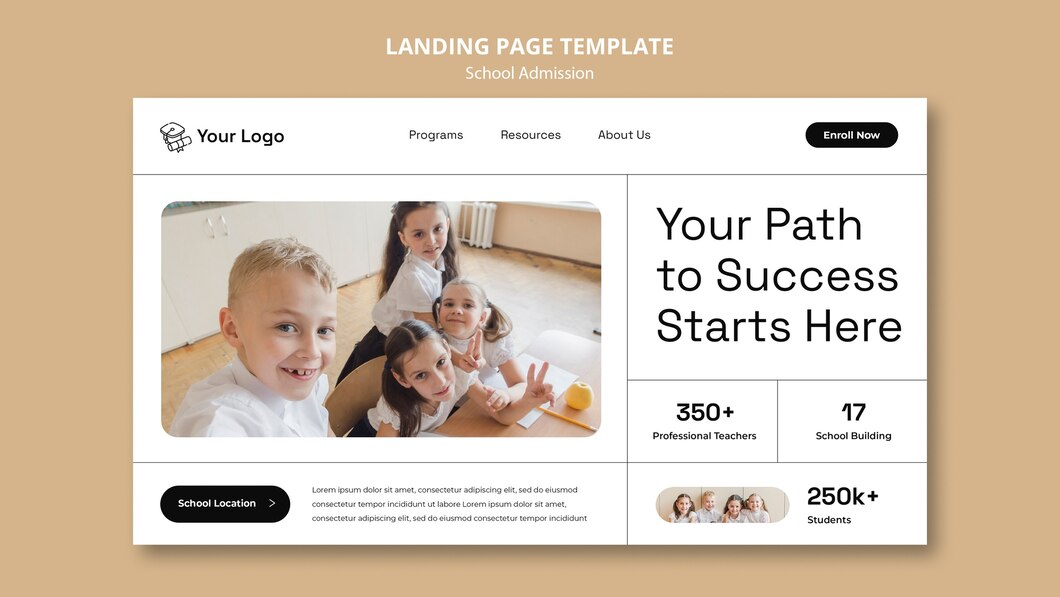 LANDING PAGE TEMPLATE
School Admission
Your Logo
Programs
Resources
About Us
Enroll Now
Your Path
to Success
Starts Here
350+
Professional Teachers
17
School Building
School Location >
Lorem ipsum dolor sit amet, consectetur adipiscing elit, sed do eiusmod
consectetur tempor incididunt ut labore Lorem ipsum dolor sit amet,
consectetur adipiscing elit, sed do eiusmod consectetur tempor incididunt
250k+
Students